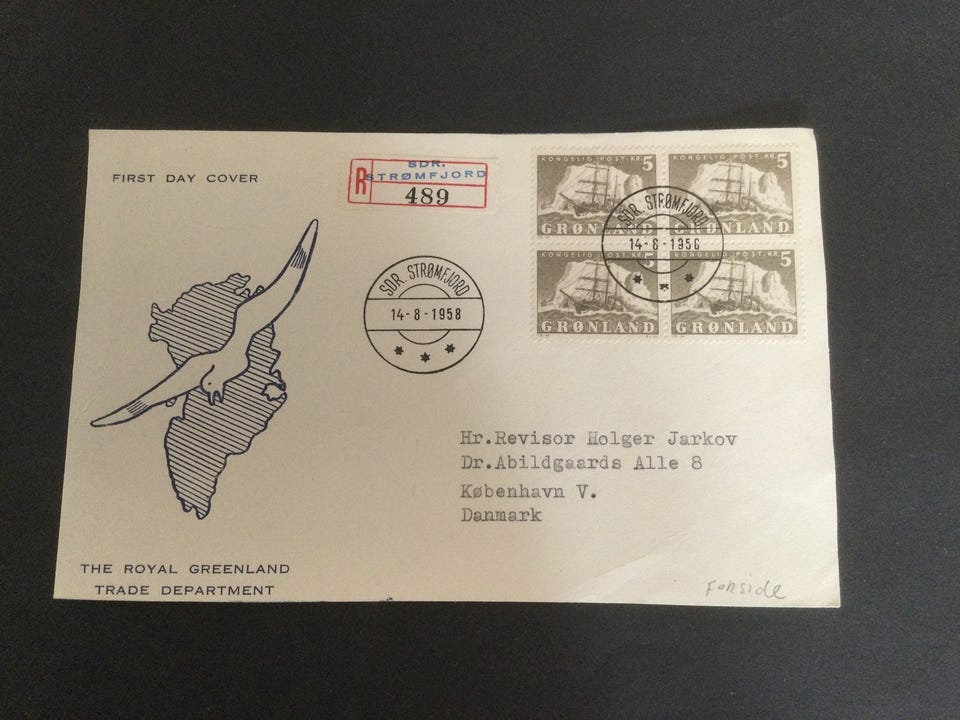 FIRST DAY COVER
R
SDR.
STRØMFJORD
489
KONGELIG POST. KR. 5
GRØNLAND
KONGELIG POST. KR. 5
GRØNLAND
KONGELIG POST. KR. 5
GRØNLAND
KONGELIG POST. KR. 5
GRØNLAND
SDR. STRØMFJORD
14-8-1958
SDR. STRØMFJORD
14-8-1958
Hr.Revisor Holger Jarkov
Dr.Abildgaards Alle 8
København V.
Danmark
THE ROYAL GREENLAND
TRADE DEPARTMENT
Forside